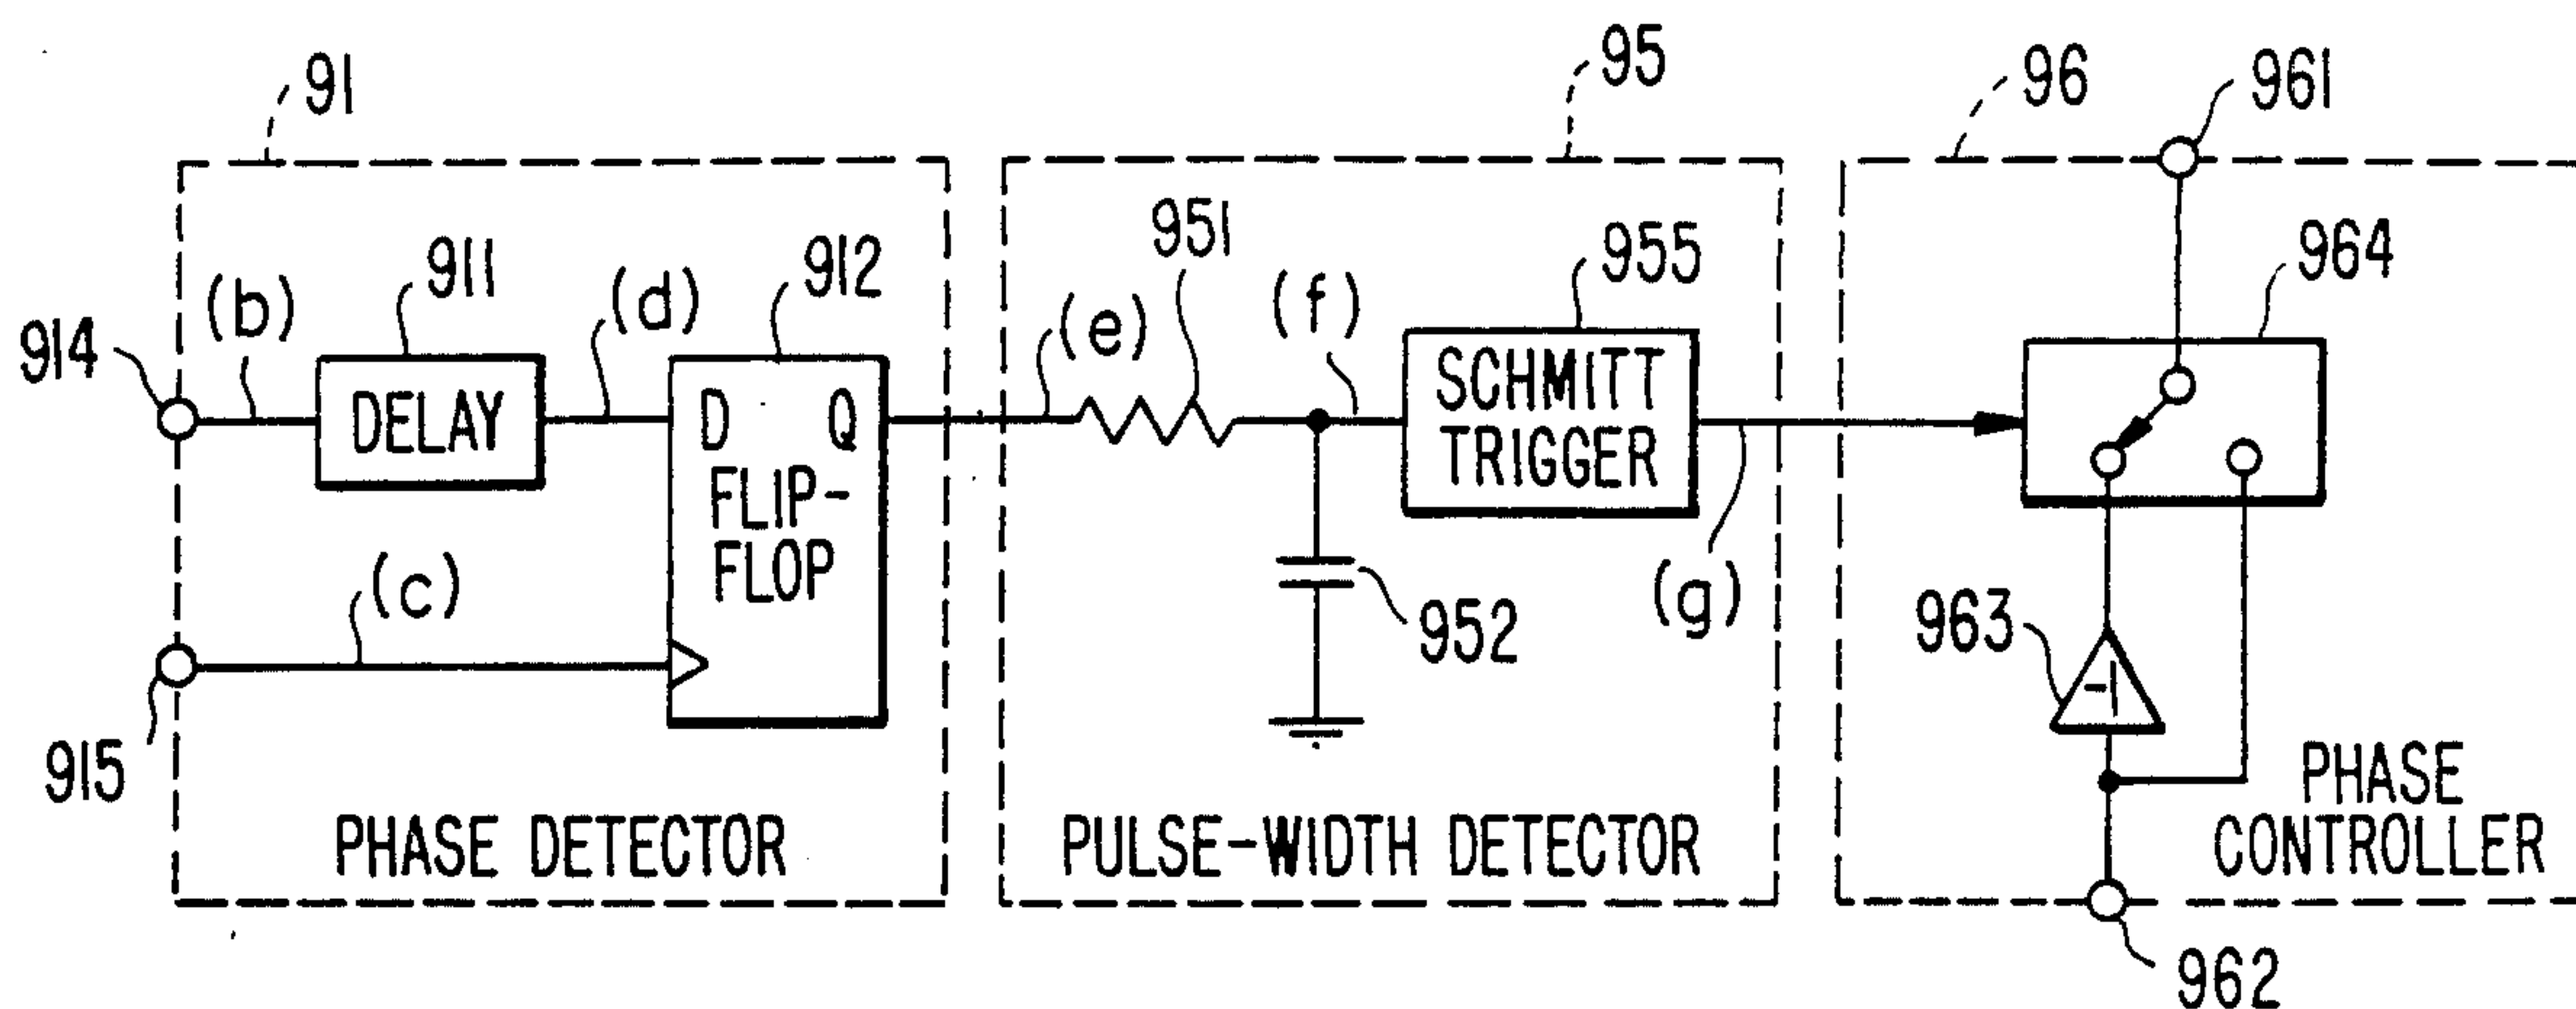 91
95
96
961
951
911
912
955
964
(b)
(d)
(e)
(f)
914
DELAY
D Q
FLIP-
FLOP
SCHMITT
TRIGGER
(c)
(g)
952
963
-1
915
PHASE DETECTOR
PULSE-WIDTH DETECTOR
PHASE
CONTROLLER
962